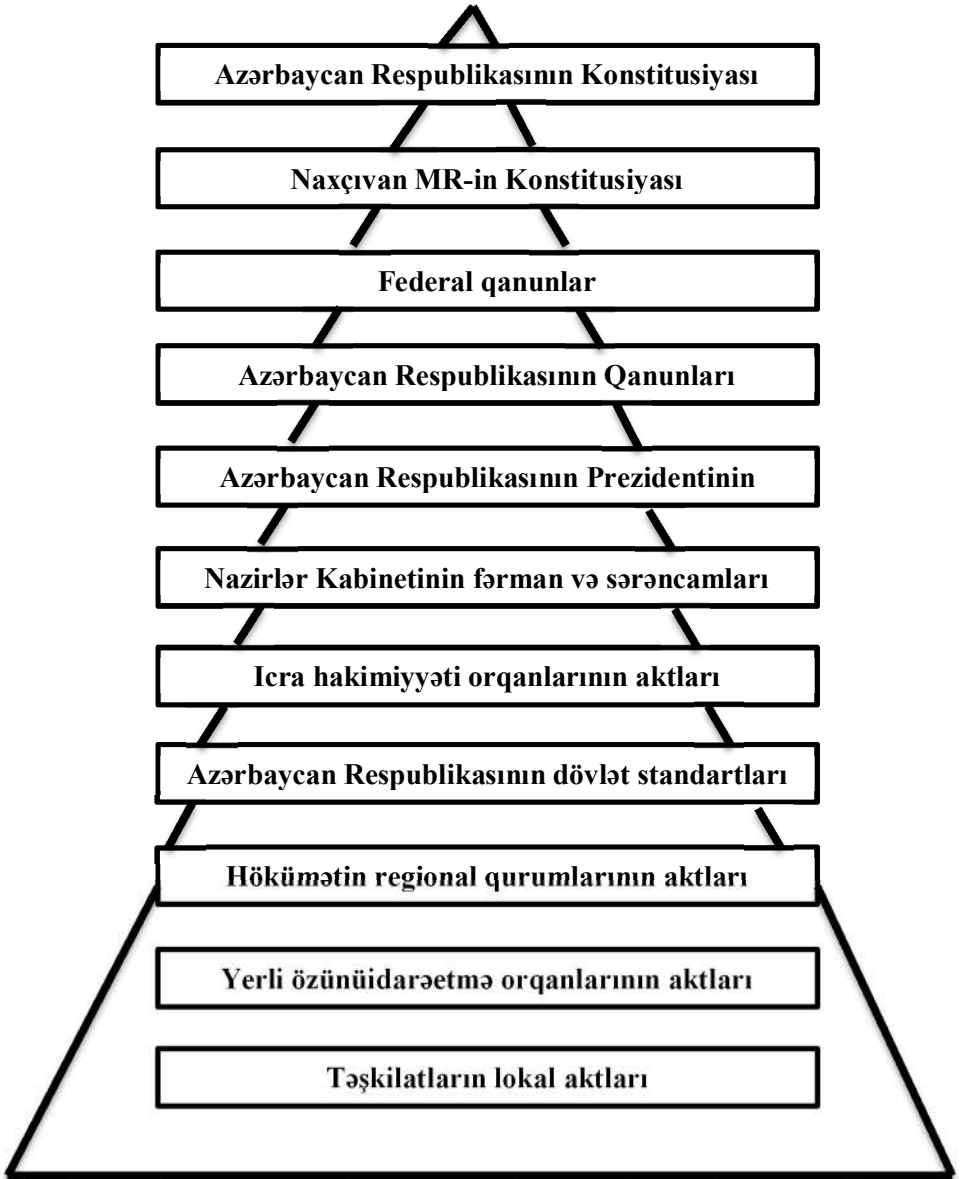 Azərbaycan Respublikasının Konstitusiyası
Naxçıvan MR-in Konstitusiyası
Federal qanunlar
Azərbaycan Respublikasının Qanunları
Azərbaycan Respublikasının Prezidentinin
Nazirlər Kabinetinin fərman və sərəncamları
Icra hakimiyyəti orqanlarının aktları
Azərbaycan Respublikasının dövlət standartları
Hökümətin regional qurumlarının aktları
Yerli özünüidarəetmə orqanlarının aktları
Təşkilatların lokal aktları